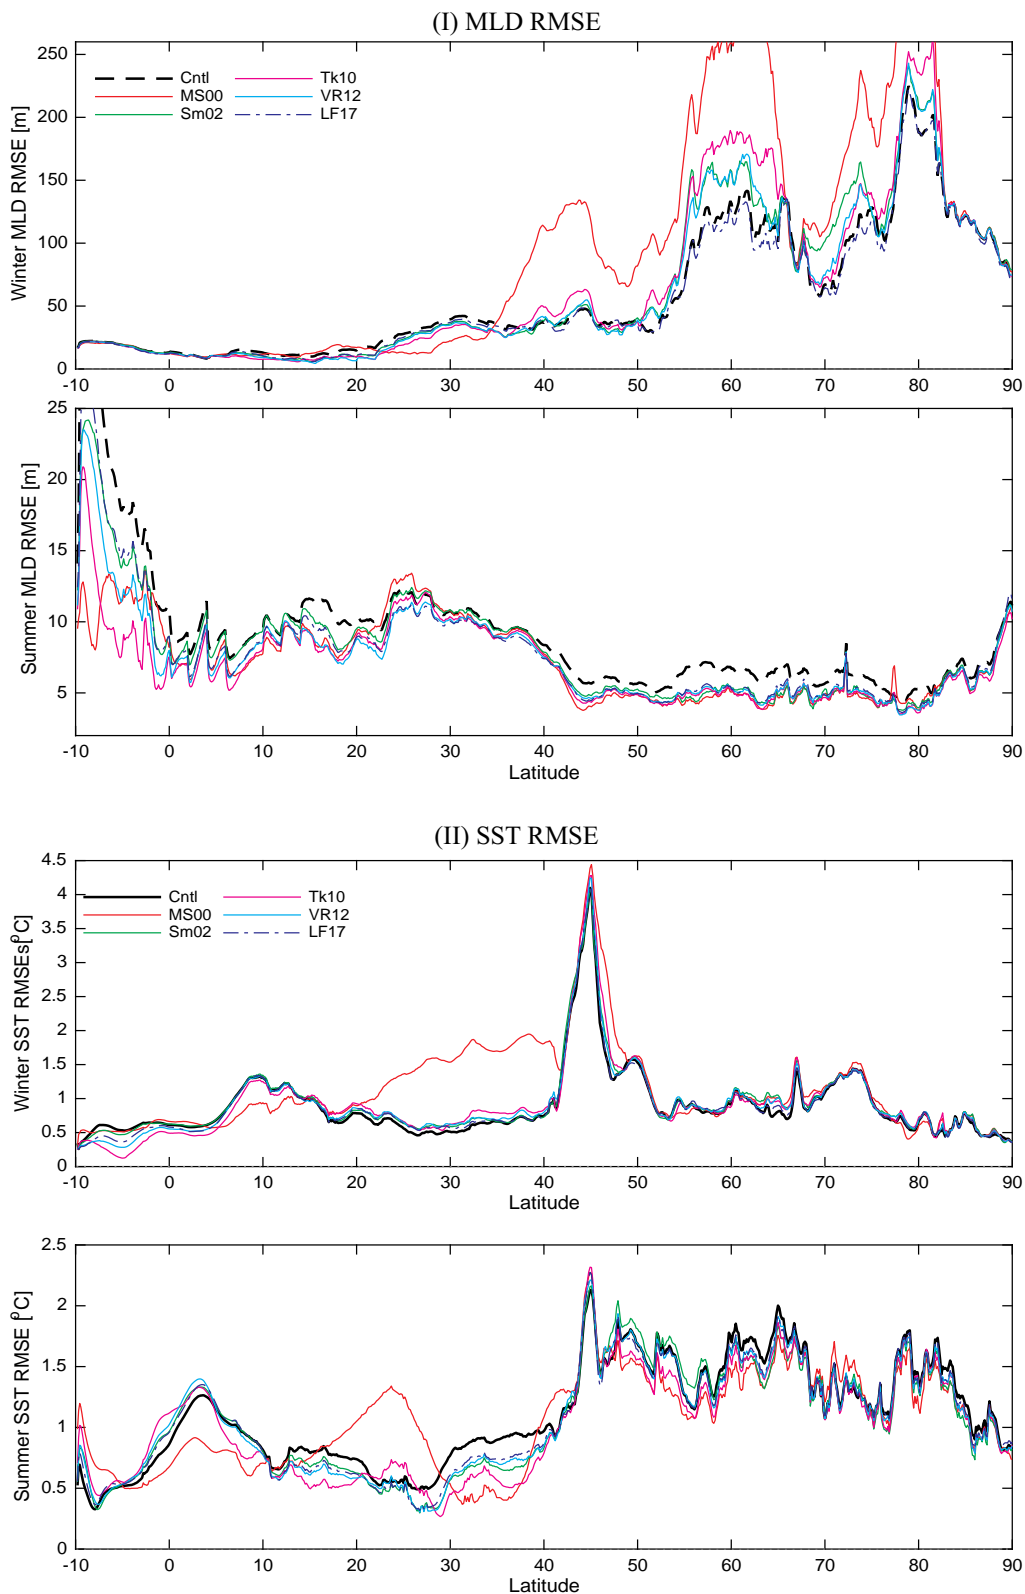 (I) MLD RMSE
Winter MLD RMSE [m]
250
200
150
100
50
0
Cntl
MS00
Sm02
Tk10
VR12
LF17
-10 0 10 20 30 40 50 60 70 80 90
Summer MLD RMSE [m]
25
20
15
10
5
-10 0 10 20 30 40 50 60 70 80 90
Latitude
(II) SST RMSE
Winter SST RMSEs[⁰C]
4.5
4
3.5
3
2.5
2
1.5
1
0.5
0
Cntl
MS00
Sm02
Tk10
VR12
LF17
-10 0 10 20 30 40 50 60 70 80 90
Latitude
Summer SST RMSE [⁰C]
2.5
2
1.5
1
0.5
0
-10 0 10 20 30 40 50 60 70 80 90
Latitude